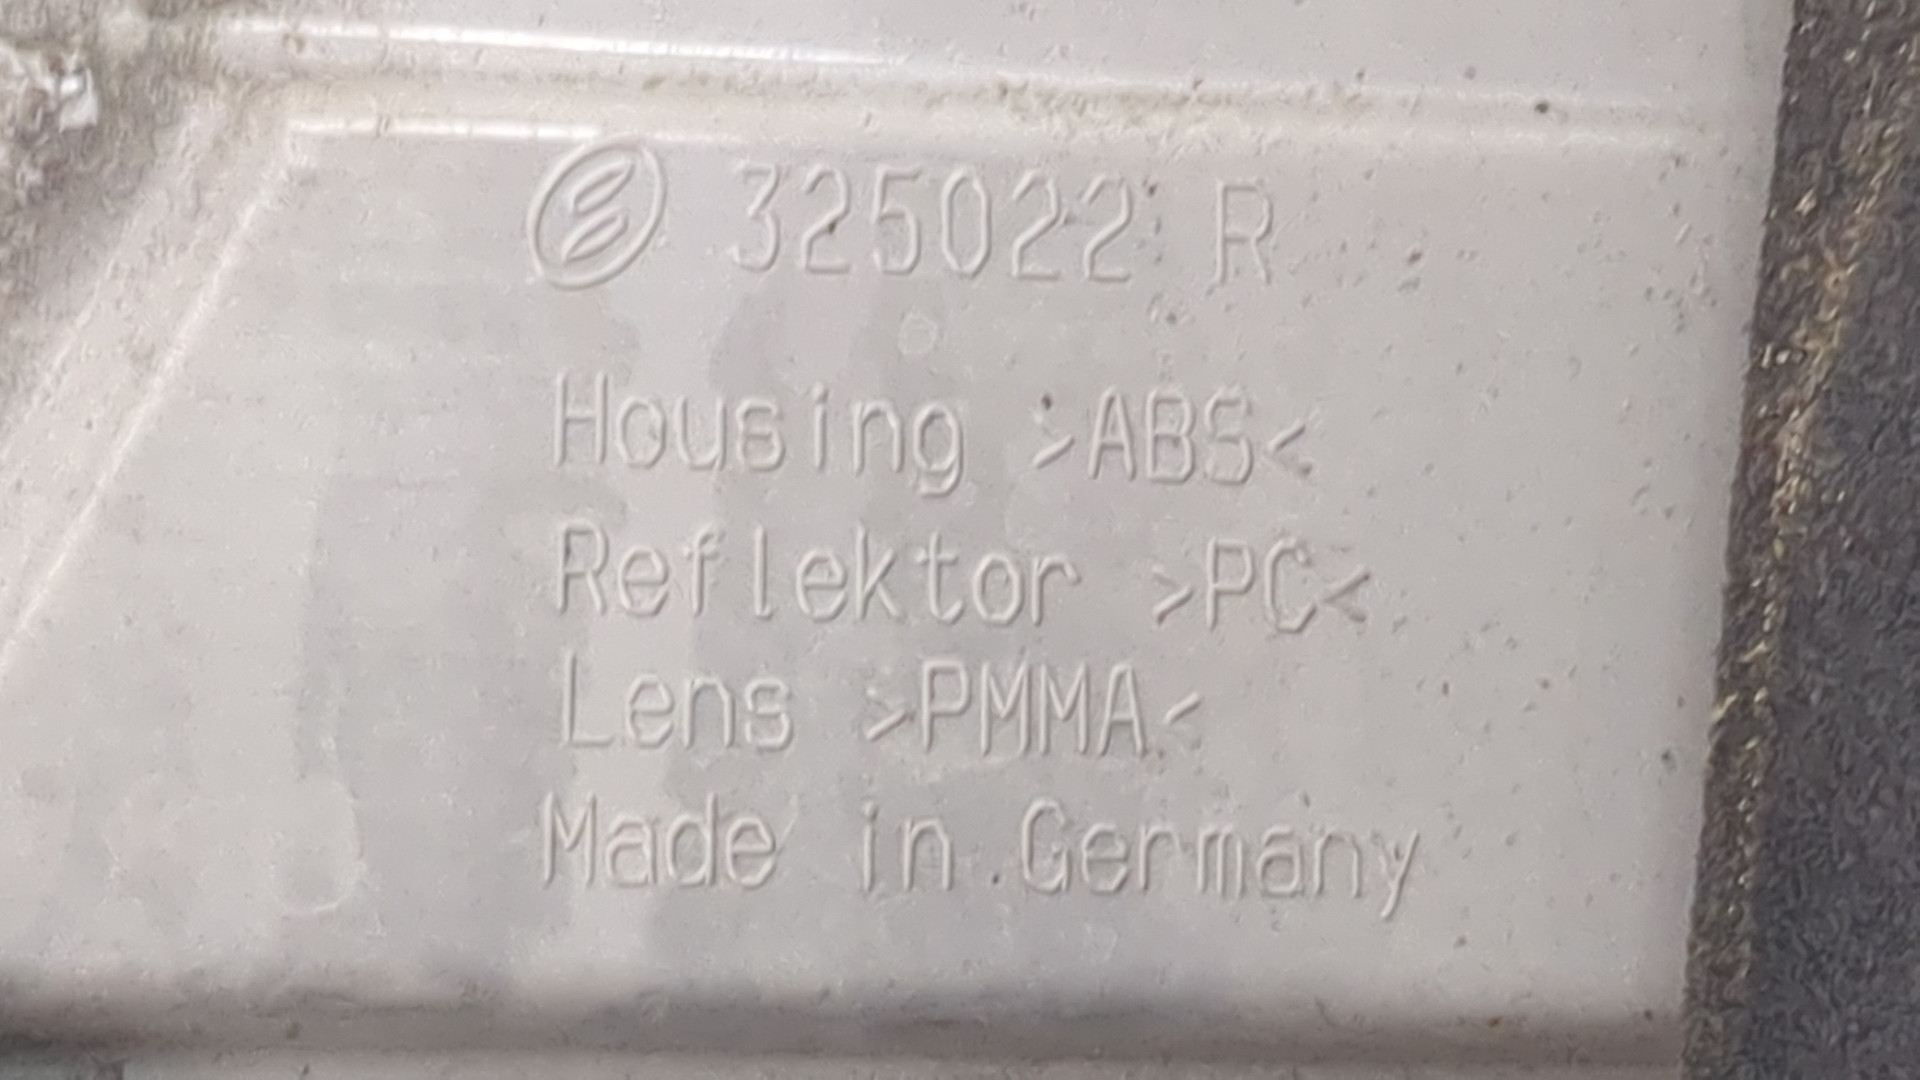 325022 R
Housing >ABS<
Reflektor >PC<
Lens >PMMA<
Made in Germany